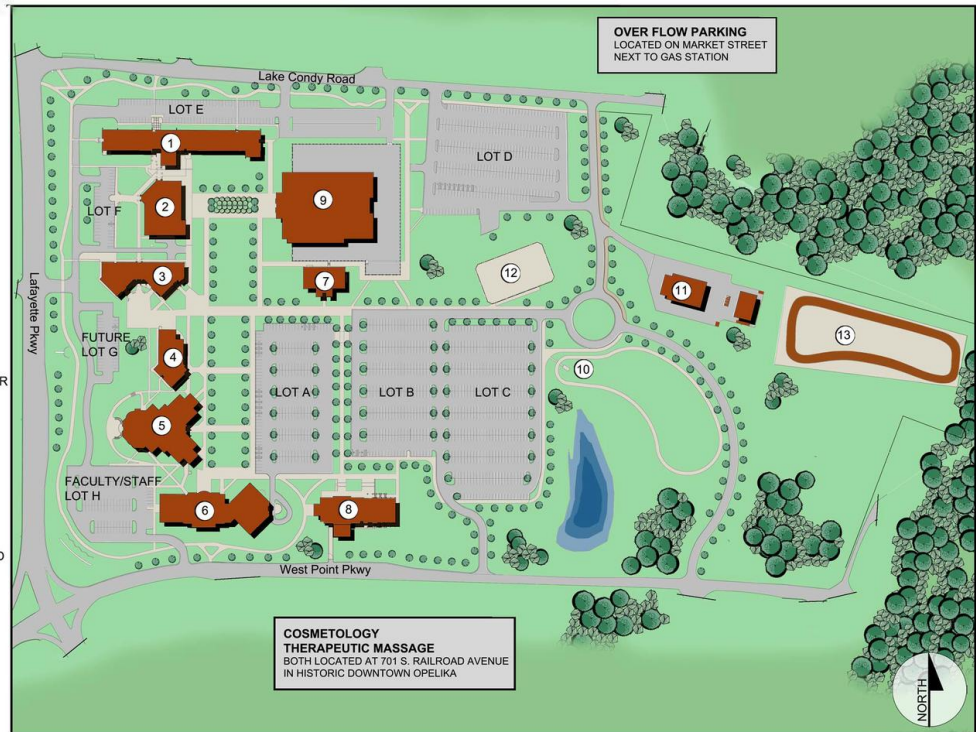 OVER FLOW PARKING
LOCATED ON MARKET STREET
NEXT TO GAS STATION
Lake Condy Road
LOT E
1
LOT D
2
9
LOT F
3
7
12
11
Lafayette Pkwy
FUTURE
LOT G
4
13
10
R
LOT A
LOT B
LOT C
5
FACULTY/STAFF
LOT H
6
8
West Point Pkwy
COSMETOLOGY
THERAPEUTIC MASSAGE
BOTH LOCATED AT 701 S. RAILROAD AVENUE
IN HISTORIC DOWNTOWN OPELIKA
NORTH